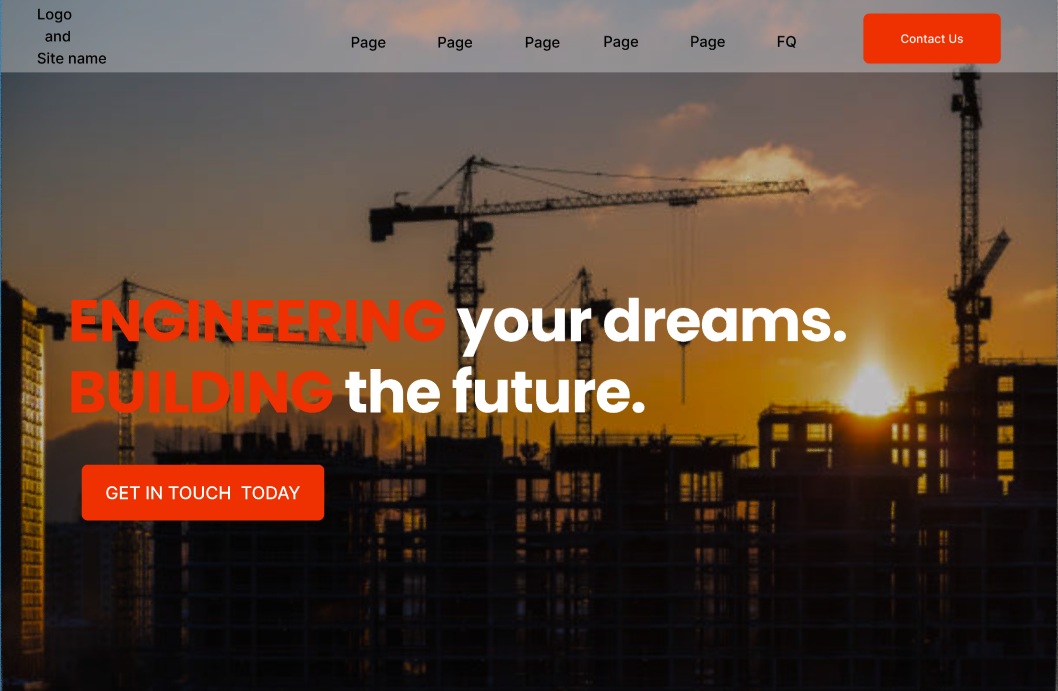 Logo
and
Site name
Page Page Page Page Page FQ
Contact Us
ENGINEERING your dreams.
BUILDING the future.
GET IN TOUCH TODAY